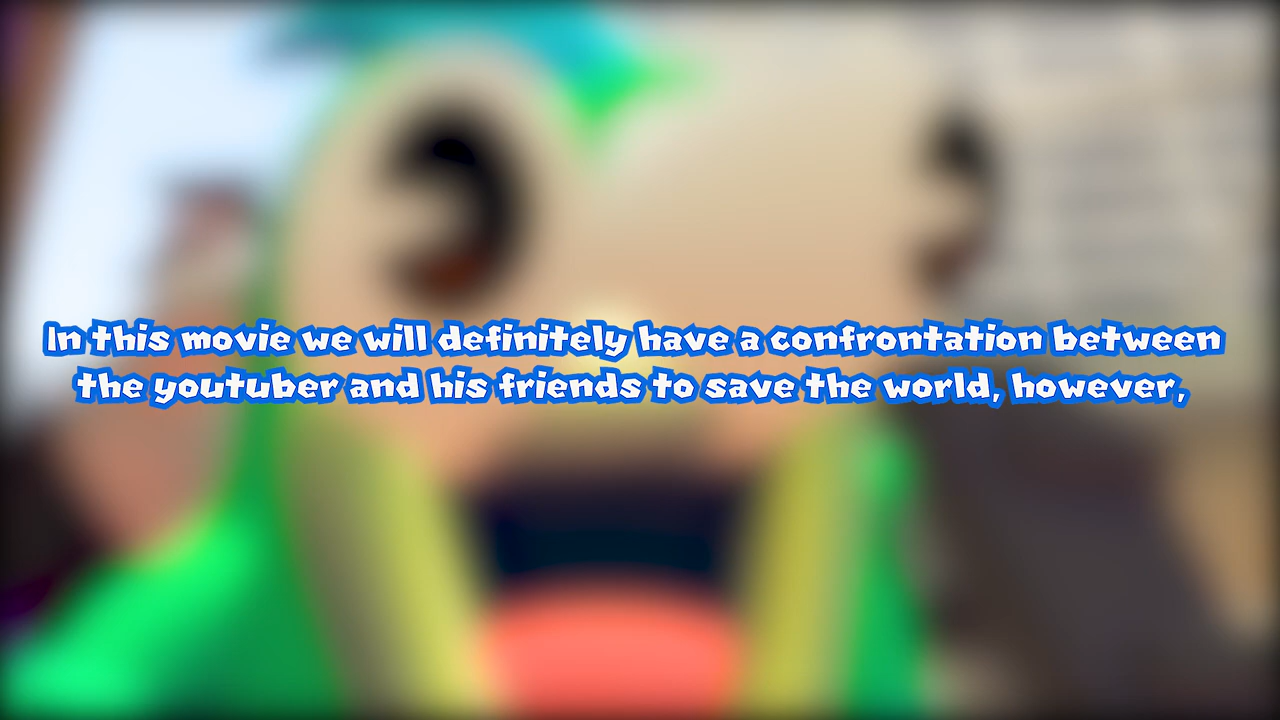 In this movie we will definitely have a confrontation between
the youtuber and his friends to save the world, however,